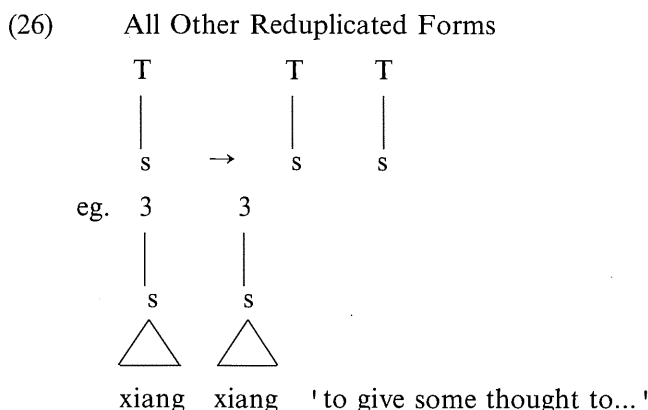 (26) All Other Reduplicated Forms
T T T
s → s s
eg. 3 3
s s
xiang xiang 'to give some thought to...'